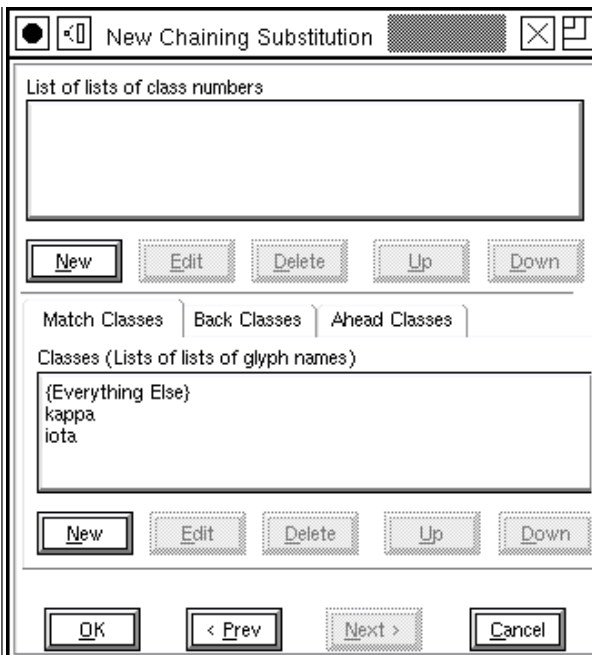 New Chaining Substitution
List of lists of class numbers
New Edit Delete Up Down
Match Classes Back Classes Ahead Classes
Classes (Lists of lists of glyph names)
{Everything Else}
kappa
iota
New Edit Delete Up Down
OK < Prev Next > Cancel